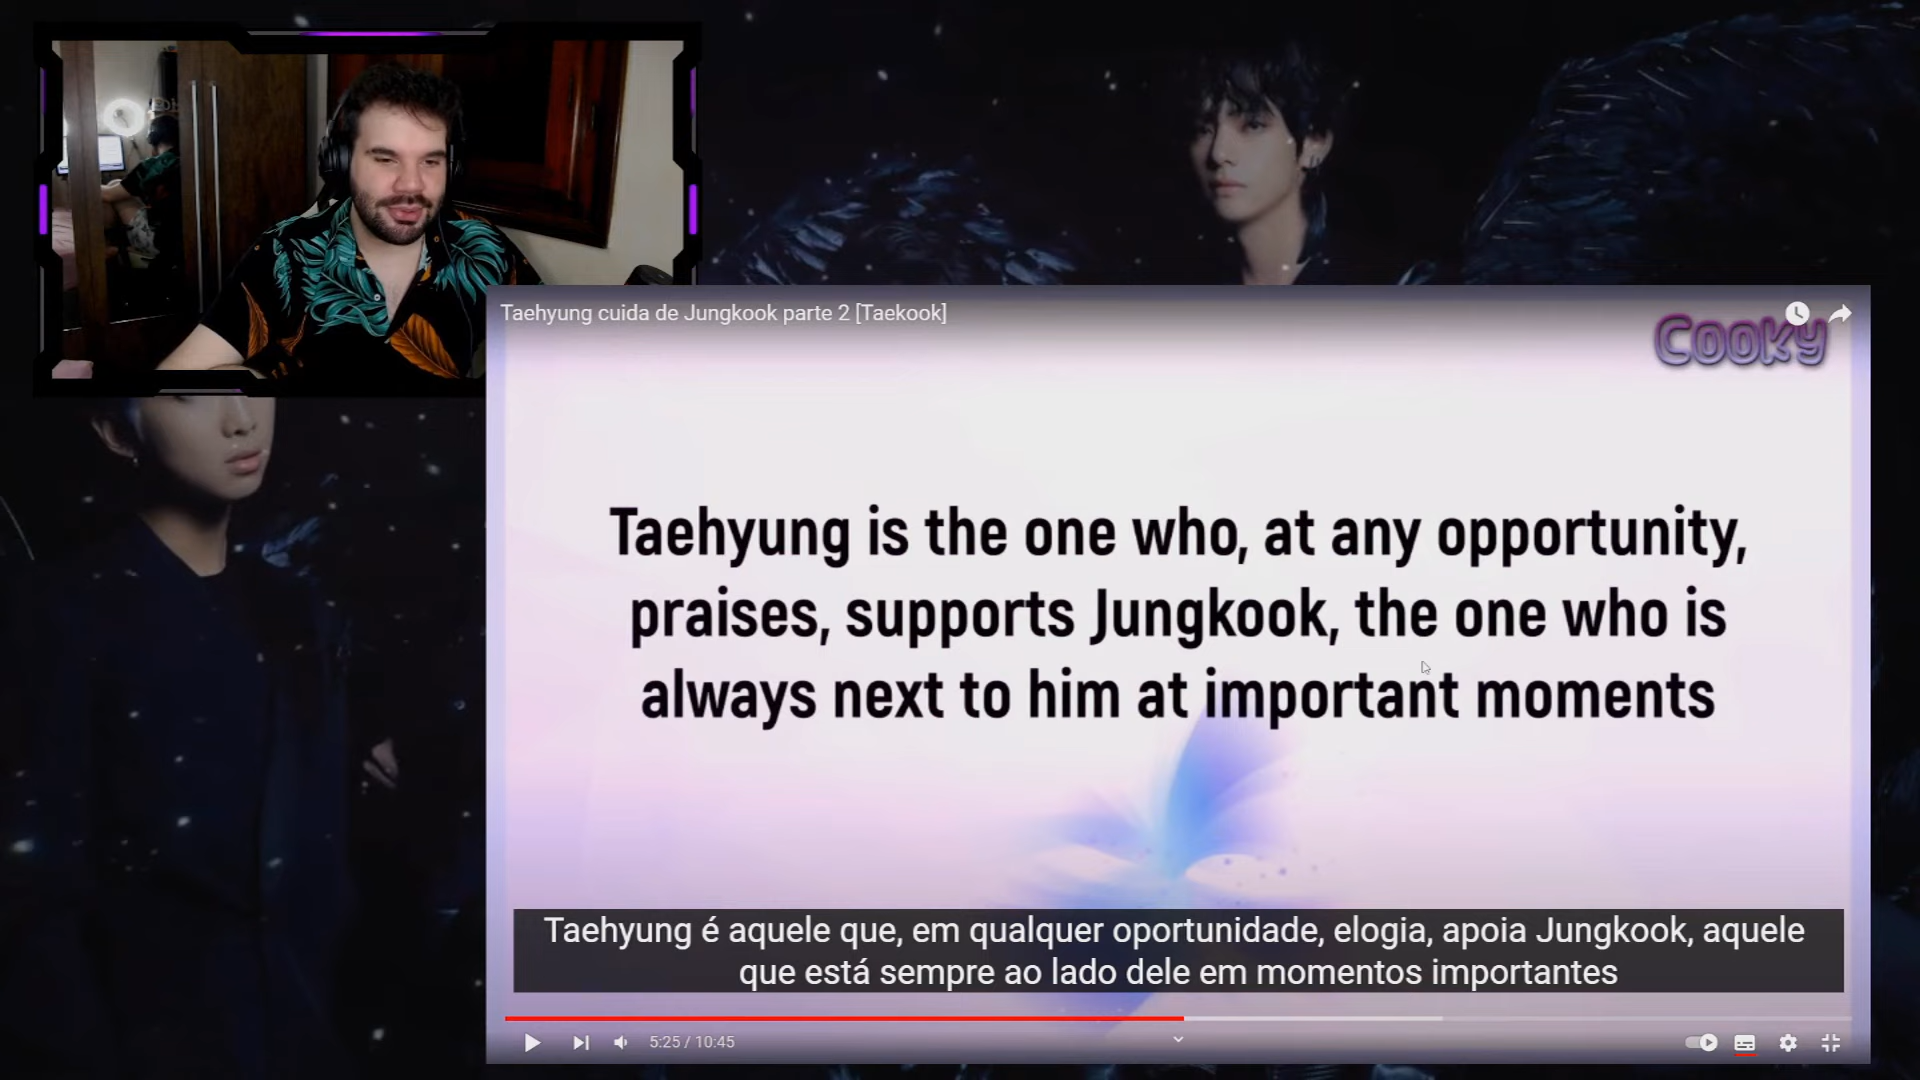 Taehyung cuida de Jungkook parte 2 [Taekook]
Cooky
Taehyung is the one who, at any opportunity,
praises, supports Jungkook, the one who is
always next to him at important moments
Taehyung é aquele que, em qualquer oportunidade, elogia, apoia Jungkook, aquele
que está sempre ao lado dele em momentos importantes
5:25 / 10:45